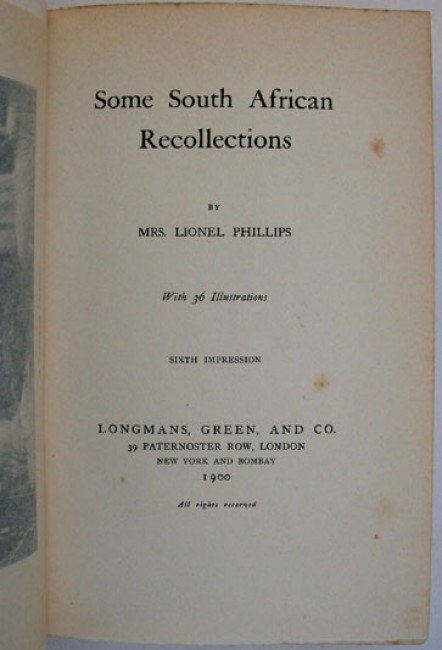 Some South African
Recollections
BY
MRS. LIONEL PHILLIPS
With 36 Illustrations
SIXTH IMPRESSION
LONGMANS, GREEN, AND CO.
39 PATERNOSTER ROW, LONDON
NEW YORK AND BOMBAY
1900
All rights reserved